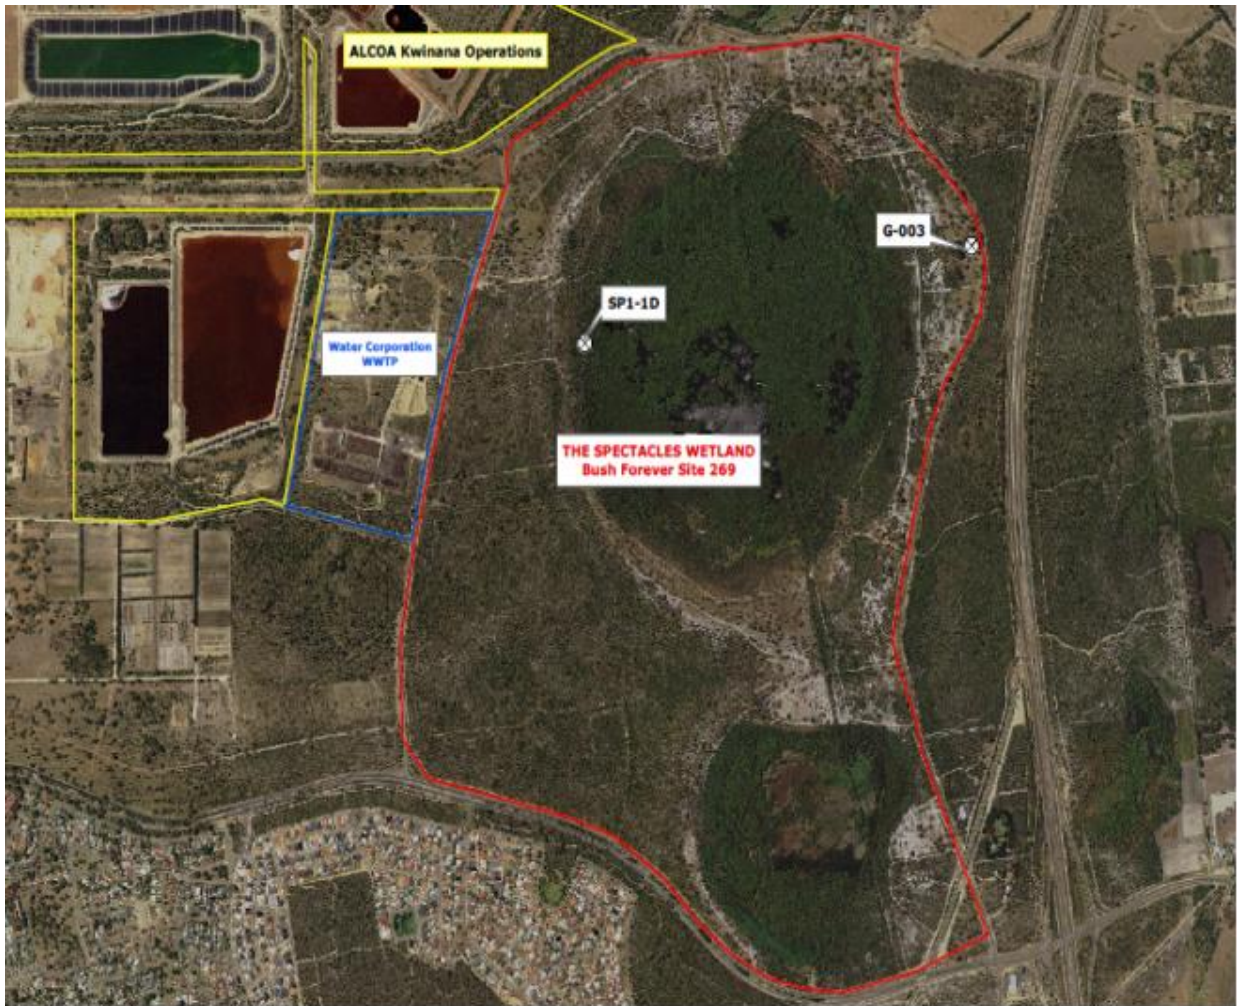 ALCOA Kwinana Operations
G-003
SP1-1D
Water Corporation
WWTP
THE SPECTACLES WETLAND
Bush Forever Site 269